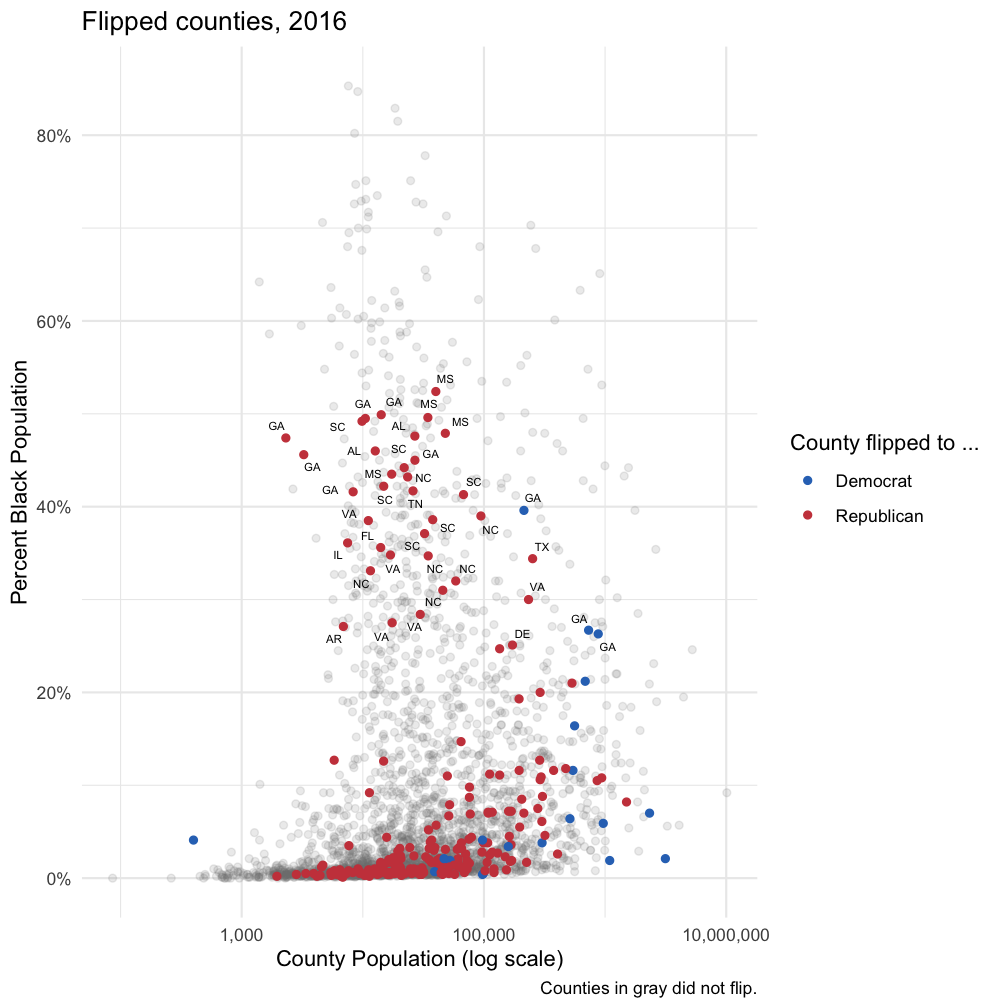 Flipped counties, 2016
Percent Black Population
80%
60%
40%
20%
0%
MS
GA
GA
MS
SC
AL
MS
GA
GA
AL
SC
GA
MS
NC
GA
SC
TN
SC
GA
VA
FL
SC
NC
IL
SC
TX
NC
VA
NC
NC
VA
NC
AR
VA
VA
DE
GA
GA
1,000
100,000
10,000,000
County Population (log scale)
Counties in gray did not flip.
County flipped to ...
Democrat
Republican